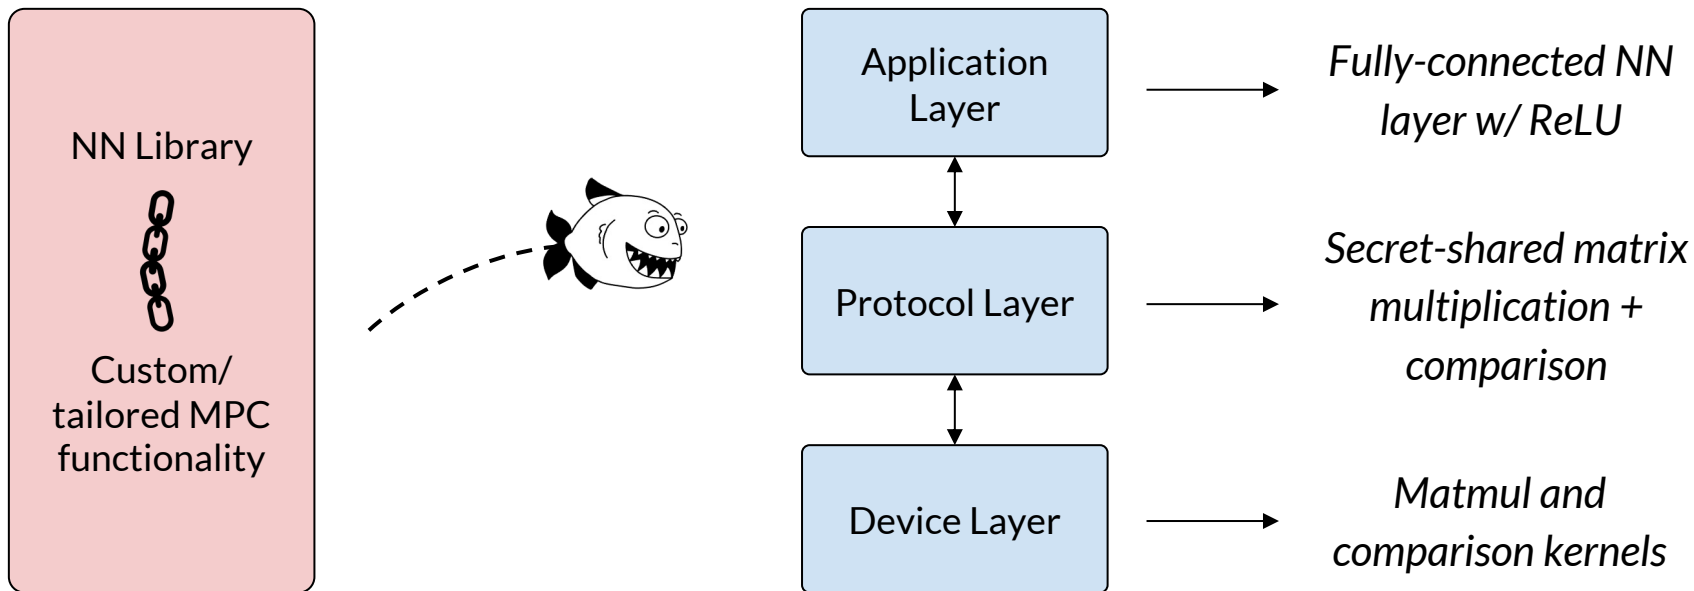 NN Library
Custom/
tailored MPC
functionality
Application
Layer
Fully-connected NN
layer w/ ReLU
Protocol Layer
Secret-shared matrix
multiplication +
comparison
Device Layer
Matmul and
comparison kernels